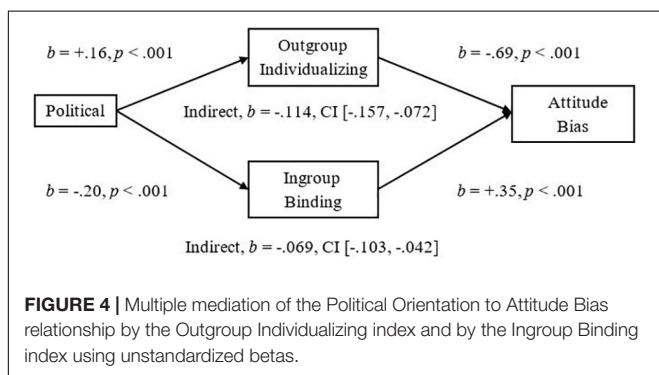 b = +.16, p < .001
Outgroup
Individualizing
b = -.69, p < .001
Political
Indirect, b = -.114, CI [-.157, -.072]
Attitude
Bias
b = -.20, p < .001
Ingroup
Binding
b = +.35, p < .001
Indirect, b = -.069, CI [-.103, -.042]
FIGURE 4 | Multiple mediation of the Political Orientation to Attitude Bias
relationship by the Outgroup Individualizing index and by the Ingroup Binding
index using unstandardized betas.